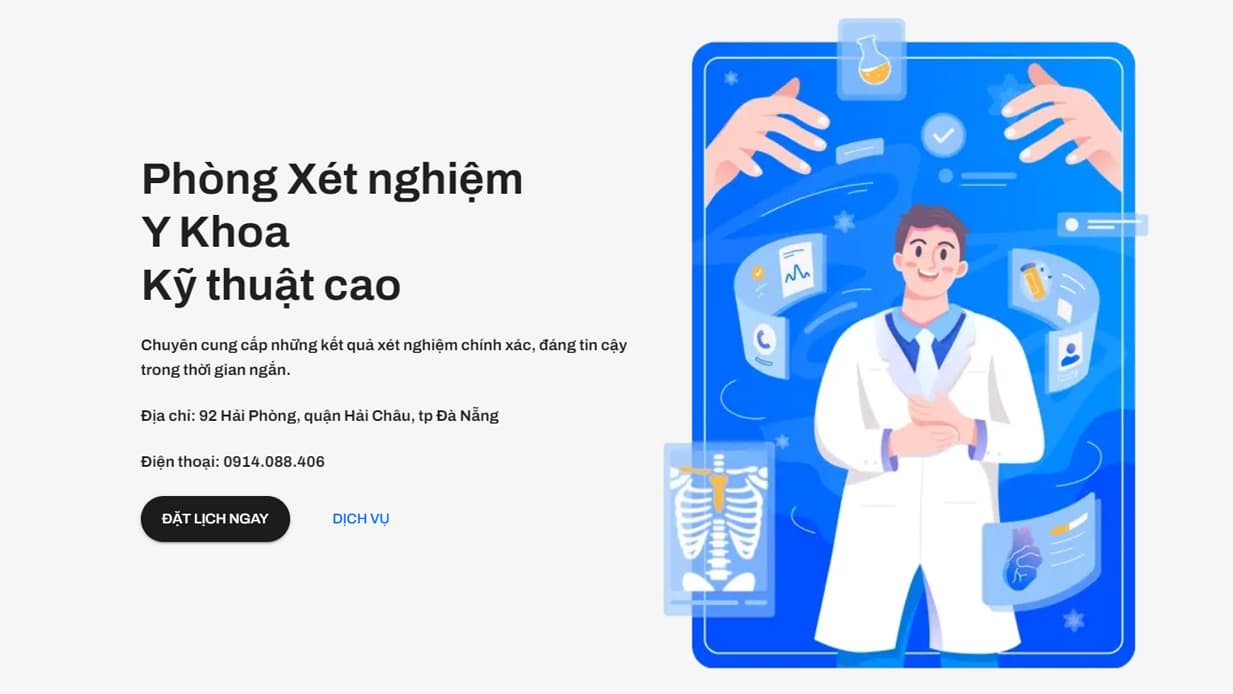 Phòng Xét nghiệm
Y Khoa
Kỹ thuật cao
Chuyên cung cấp những kết quả xét nghiệm chính xác, đáng tin cậy
trong thời gian ngắn.
Địa chỉ: 92 Hải Phòng, quận Hải Châu, tp Đà Nẵng
Điện thoại: 0914.088.406
ĐẶT LỊCH NGAY
DỊCH VỤ